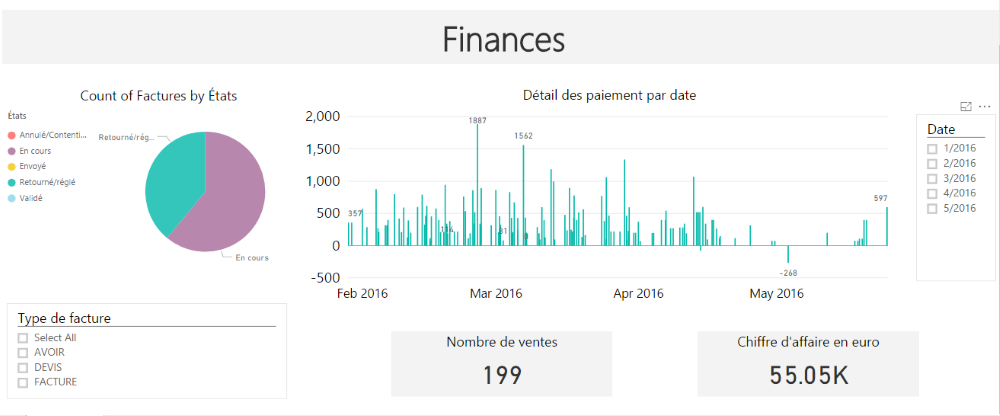 Finances
Count of Factures by États
États
Annulé/Contenti...
En cours
Envoyé
Retourné/réglé
Validé
Retourné/rég...
En cours
Détail des paiement par date
2,000
1,500
1,000
500
0
-500
357
1887
1562
597
-268
Feb 2016
Mar 2016
Apr 2016
May 2016
Date
1/2016
2/2016
3/2016
4/2016
5/2016
Type de facture
Select All
AVOIR
DEVIS
FACTURE
Nombre de ventes
199
Chiffre d'affaire en euro
55.05K